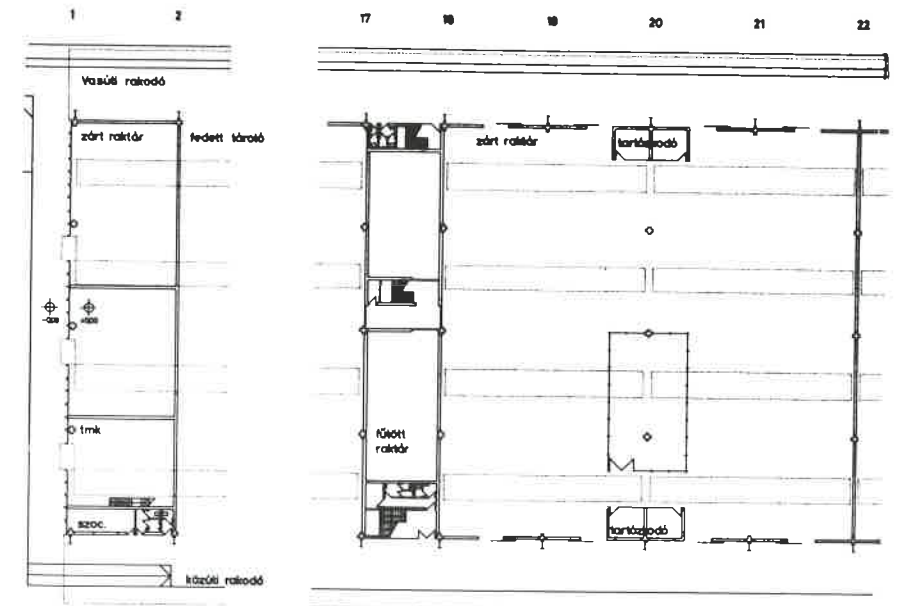 1 2 17 18 19 20 21 22
Vasúti rakodó
zárt raktár
fedett tároló
zárt raktár
tartózkodó
tmk
fűtött
raktár
szoc.
tartózkodó
közúti rakodó